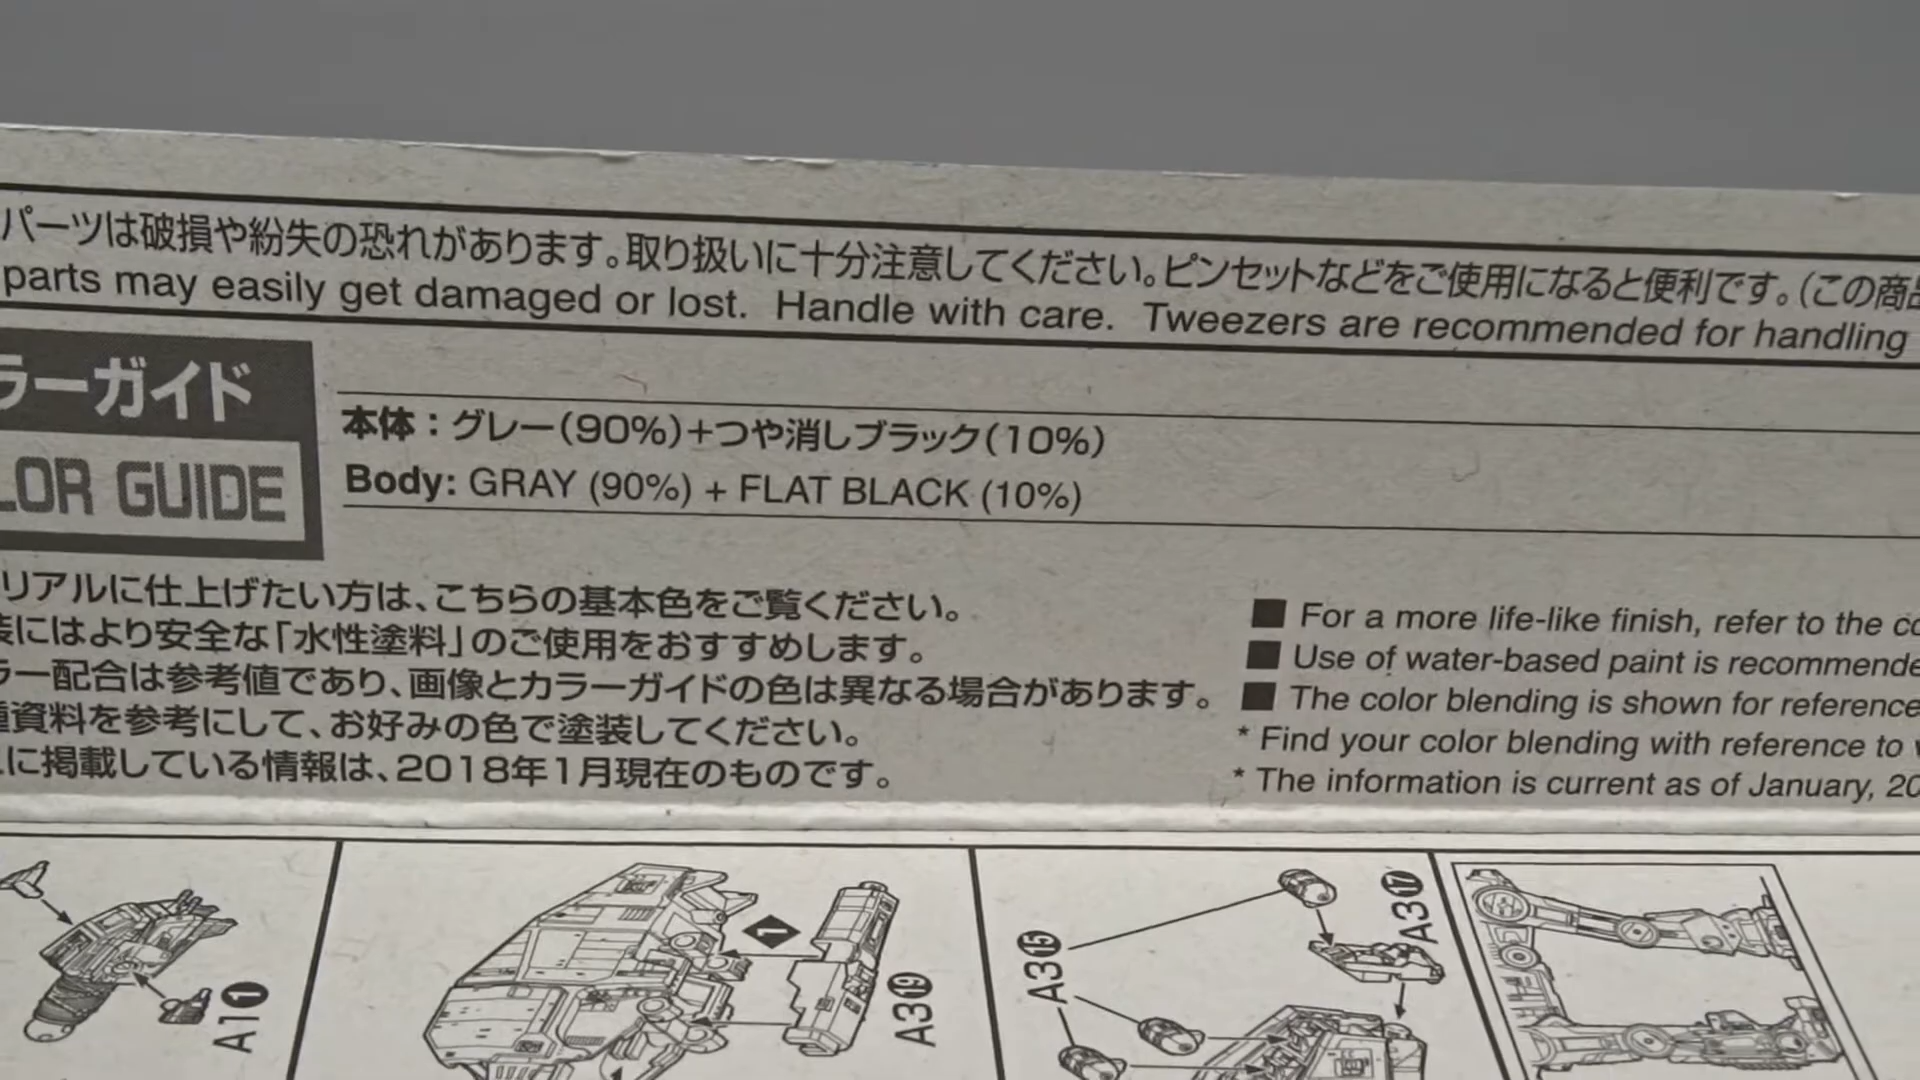 パーツは破損や紛失の恐れがあります。取り扱いに十分注意してください。ピンセットなどをご使用になると便利です。(この商品
parts may easily get damaged or lost. Handle with care. Tweezers are recommended for handling
ラーガイド
LOR GUIDE
本体：グレー(90%)+つや消しブラック(10%)
Body: GRAY (90%) + FLAT BLACK (10%)
リアルに仕上げたい方は、こちらの基本色をご覧ください。
装にはより安全な「水性塗料」のご使用をおすすめします。
ラー配合は参考値であり、画像とカラーガイドの色は異なる場合があります。
種資料を参考にして、お好みの色で塗装してください。
に掲載している情報は、2018年1月現在のものです。
■ For a more life-like finish, refer to the co
■ Use of water-based paint is recommende
■ The color blending is shown for reference
* Find your color blending with reference to
* The information is current as of January, 20
A1❶
1
A3⓳
A3⓯
A3⓱